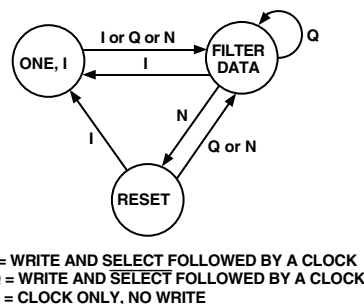 I or Q or N
ONE, I
FILTER
DATA
Q
I
N
I
Q or N
RESET
= WRITE AND SELECT FOLLOWED BY A CLOCK
= WRITE AND SELECT FOLLOWED BY A CLOCK
= CLOCK ONLY, NO WRITE